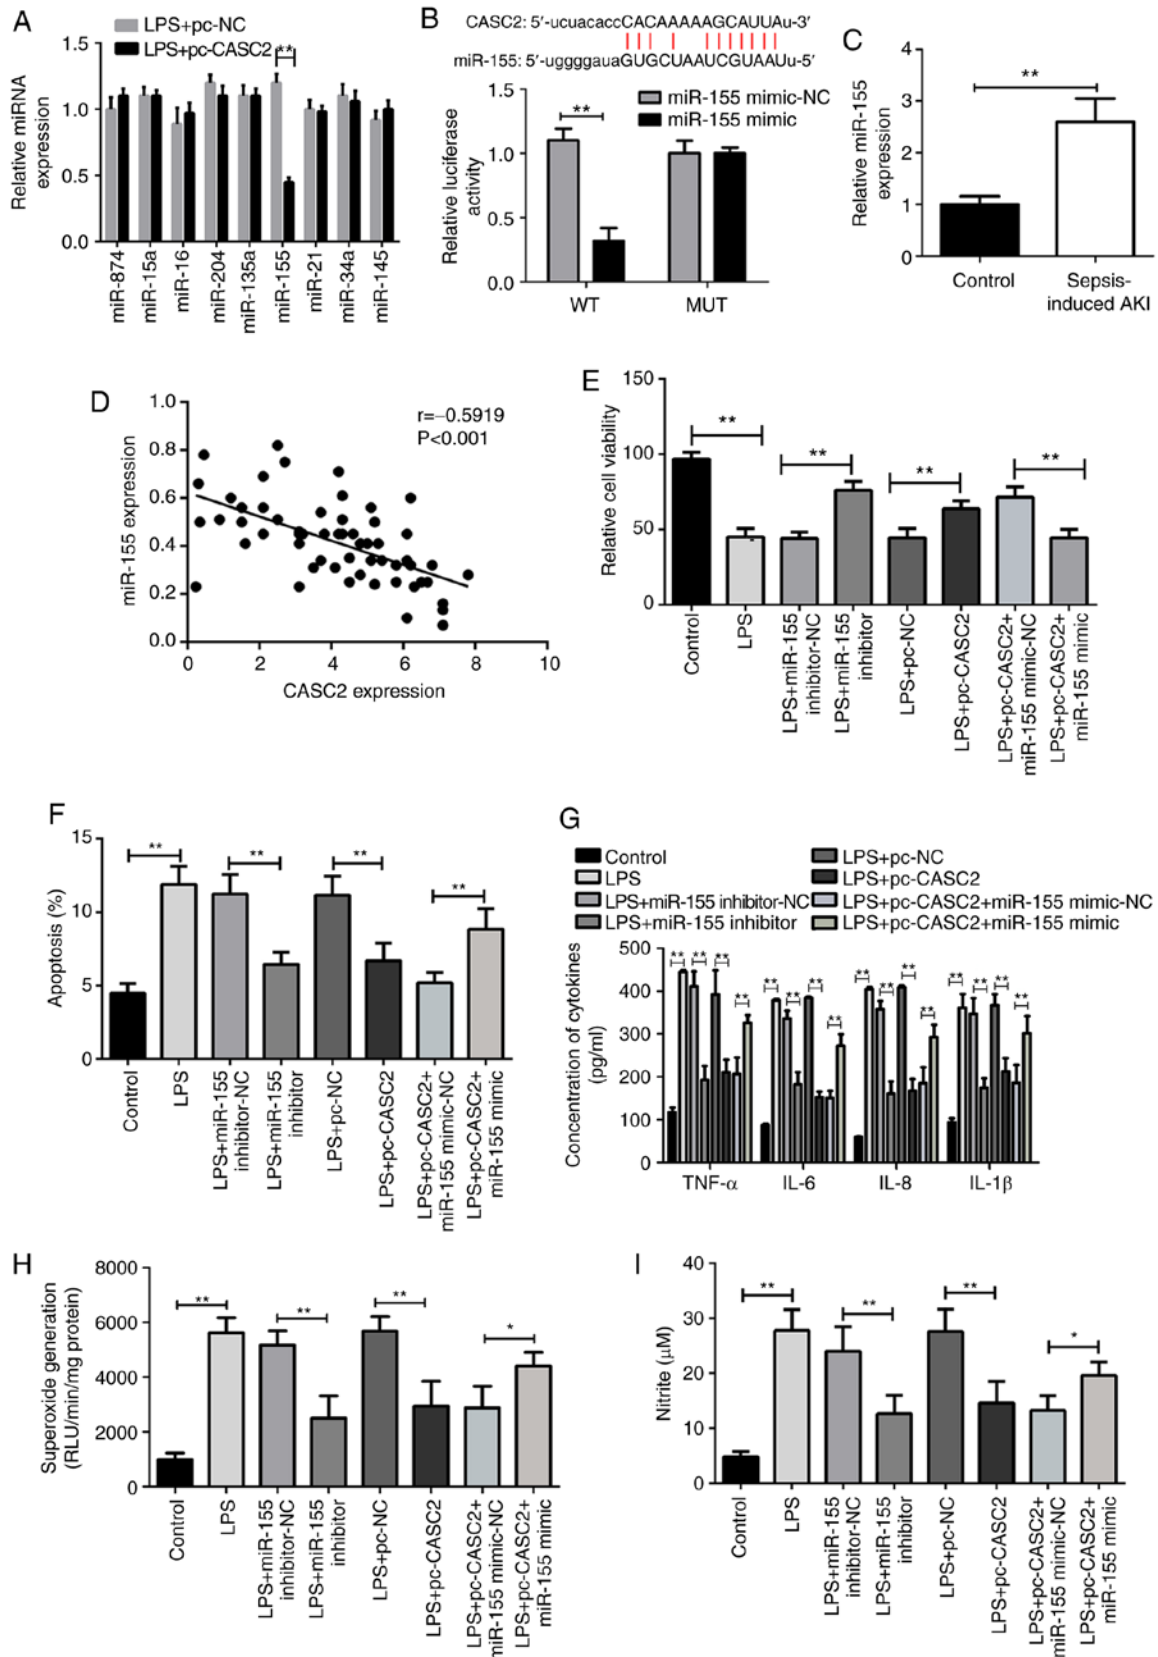 A
LPS+pc-NC
LPS+pc-CASC2
**
Relative miRNA
expression
1.5
1.0
0.5
0.0
miR-874
miR-15a
miR-16
miR-204
miR-135a
miR-155
miR-21
miR-34a
miR-145
B
CASC2: 5′-ucuacaccCACAAAAAGCAUUAu-3′
miR-155: 5′-uggggauaGUGCUAAUCGUAAUu-5′
miR-155 mimic-NC
miR-155 mimic
**
Relative luciferase
activity
1.5
1.0
0.5
0.0
WT
MUT
C
**
Relative miR-155
expression
4
3
2
1
0
Control
Sepsis-
induced AKI
D
r=−0.5919
P<0.001
miR-155 expression
1.0
0.8
0.6
0.4
0.2
0.0
0 2 4 6 8 10
CASC2 expression
E
Relative cell viability
150
100
50
0
** ** ** **
Control
LPS
LPS+miR-155
inhibitor-NC
LPS+miR-155
inhibitor
LPS+pc-NC
LPS+pc-CASC2
LPS+pc-CASC2+
miR-155 mimic-NC
LPS+pc-CASC2+
miR-155 mimic
F
Apoptosis (%)
15
10
5
0
** ** ** **
Control
LPS
LPS+miR-155
inhibitor-NC
LPS+miR-155
inhibitor
LPS+pc-NC
LPS+pc-CASC2
LPS+pc-CASC2+
miR-155 mimic-NC
LPS+pc-CASC2+
miR-155 mimic
G
Control
LPS
LPS+miR-155 inhibitor-NC
LPS+miR-155 inhibitor
LPS+pc-NC
LPS+pc-CASC2
LPS+pc-CASC2+miR-155 mimic-NC
LPS+pc-CASC2+miR-155 mimic
Concentration of cytokines
(pg/ml)
500
400
300
200
100
0
** ** ** ** ** ** ** ** ** ** ** ** ** ** ** **
TNF-α
IL-6
IL-8
IL-1β
H
Superoxide generation
(RLU/min/mg protein)
8000
6000
4000
2000
0
** ** ** *
Control
LPS
LPS+miR-155
inhibitor-NC
LPS+miR-155
inhibitor
LPS+pc-NC
LPS+pc-CASC2
LPS+pc-CASC2+
miR-155 mimic-NC
LPS+pc-CASC2+
miR-155 mimic
I
Nitrite (μM)
40
30
20
10
0
** ** ** *
Control
LPS
LPS+miR-155
inhibitor-NC
LPS+miR-155
inhibitor
LPS+pc-NC
LPS+pc-CASC2
LPS+pc-CASC2+
miR-155 mimic-NC
LPS+pc-CASC2+
miR-155 mimic